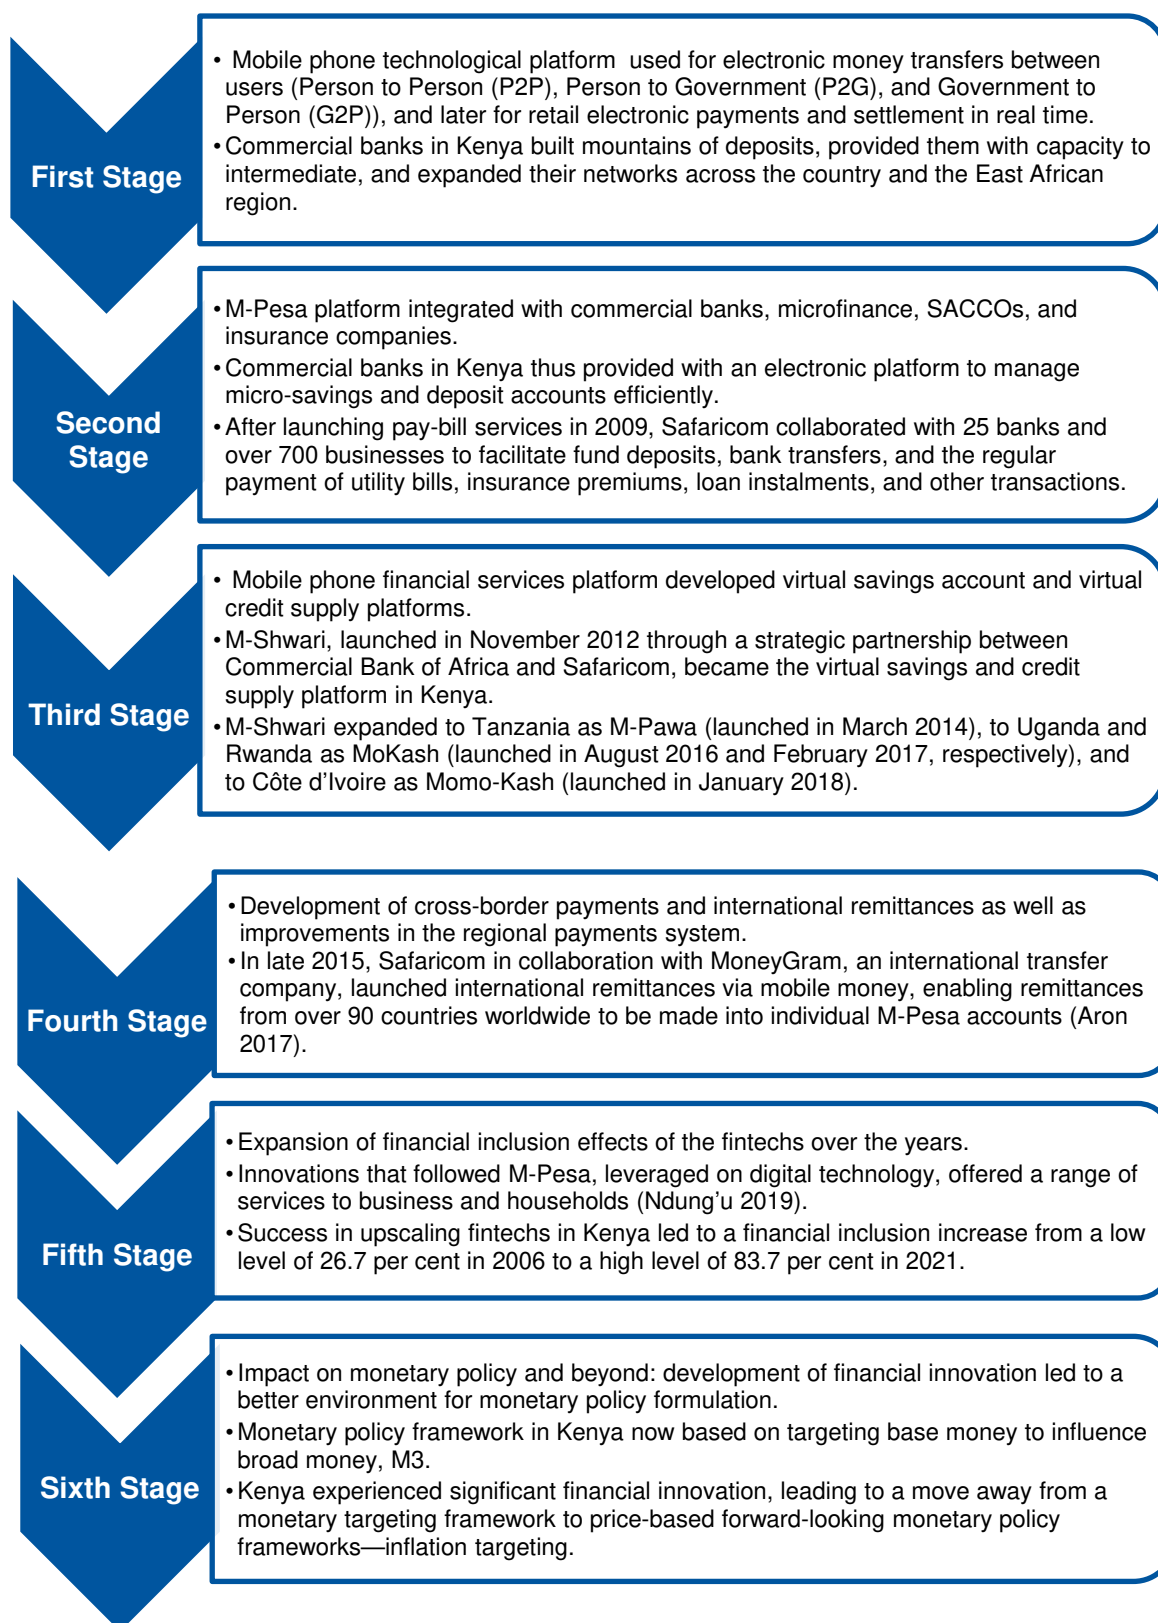 First Stage
• Mobile phone technological platform used for electronic money transfers between
users (Person to Person (P2P), Person to Government (P2G), and Government to
Person (G2P)), and later for retail electronic payments and settlement in real time.
• Commercial banks in Kenya built mountains of deposits, provided them with capacity to
intermediate, and expanded their networks across the country and the East African
region.
Second
Stage
• M-Pesa platform integrated with commercial banks, microfinance, SACCOs, and
insurance companies.
• Commercial banks in Kenya thus provided with an electronic platform to manage
micro-savings and deposit accounts efficiently.
• After launching pay-bill services in 2009, Safaricom collaborated with 25 banks and
over 700 businesses to facilitate fund deposits, bank transfers, and the regular
payment of utility bills, insurance premiums, loan instalments, and other transactions.
Third Stage
• Mobile phone financial services platform developed virtual savings account and virtual
credit supply platforms.
• M-Shwari, launched in November 2012 through a strategic partnership between
Commercial Bank of Africa and Safaricom, became the virtual savings and credit
supply platform in Kenya.
• M-Shwari expanded to Tanzania as M-Pawa (launched in March 2014), to Uganda and
Rwanda as MoKash (launched in August 2016 and February 2017, respectively), and
to Côte d’Ivoire as Momo-Kash (launched in January 2018).
Fourth Stage
• Development of cross-border payments and international remittances as well as
improvements in the regional payments system.
• In late 2015, Safaricom in collaboration with MoneyGram, an international transfer
company, launched international remittances via mobile money, enabling remittances
from over 90 countries worldwide to be made into individual M-Pesa accounts (Aron
2017).
Fifth Stage
• Expansion of financial inclusion effects of the fintechs over the years.
• Innovations that followed M-Pesa, leveraged on digital technology, offered a range of
services to business and households (Ndung’u 2019).
• Success in upscaling fintechs in Kenya led to a financial inclusion increase from a low
level of 26.7 per cent in 2006 to a high level of 83.7 per cent in 2021.
Sixth Stage
• Impact on monetary policy and beyond: development of financial innovation led to a
better environment for monetary policy formulation.
• Monetary policy framework in Kenya now based on targeting base money to influence
broad money, M3.
• Kenya experienced significant financial innovation, leading to a move away from a
monetary targeting framework to price-based forward-looking monetary policy
frameworks—inflation targeting.